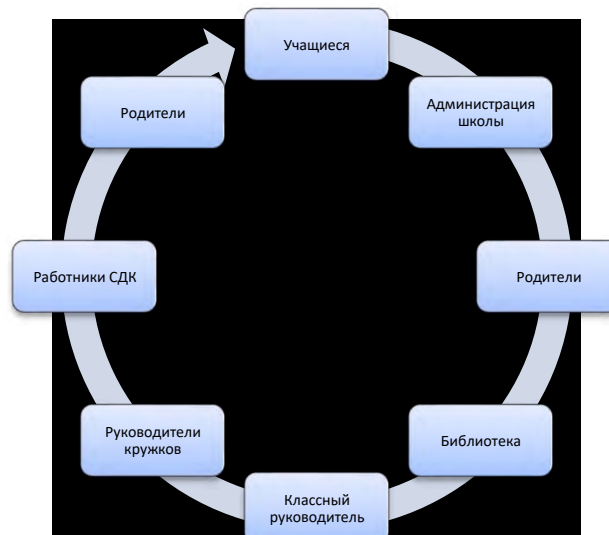 Учащиеся
Администрация
школы
Родители
Библиотека
Классный
руководитель
Руководители
кружков
Работники СДК
Родители